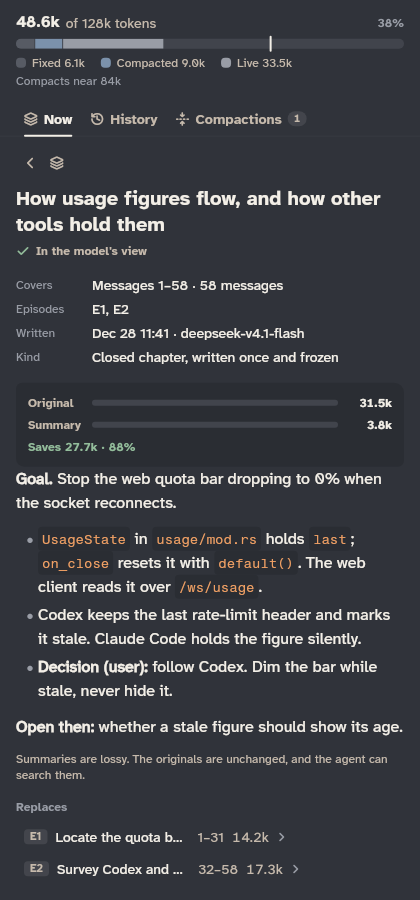 48.6k of 128k tokens 38%
Fixed 6.1k Compacted 9.0k Live 33.5k
Compacts near 84k
Now History Compactions 1
How usage figures flow, and how other
tools hold them
In the model's view
Covers Messages 1–58 · 58 messages
Episodes E1, E2
Written Dec 28 11:41 · deepseek-v4.1-flash
Kind Closed chapter, written once and frozen
Original 31.5k
Summary 3.8k
Saves 27.7k · 88%
Goal. Stop the web quota bar dropping to 0% when
the socket reconnects.
• UsageState in usage/mod.rs holds last;
on_close resets it with default(). The web
client reads it over /ws/usage.
• Codex keeps the last rate-limit header and marks
it stale. Claude Code holds the figure silently.
• Decision (user): follow Codex. Dim the bar while
stale, never hide it.
Open then: whether a stale figure should show its age.
Summaries are lossy. The originals are unchanged, and the agent can
search them.
Replaces
E1 Locate the quota b... 1–31 14.2k
E2 Survey Codex and ... 32–58 17.3k